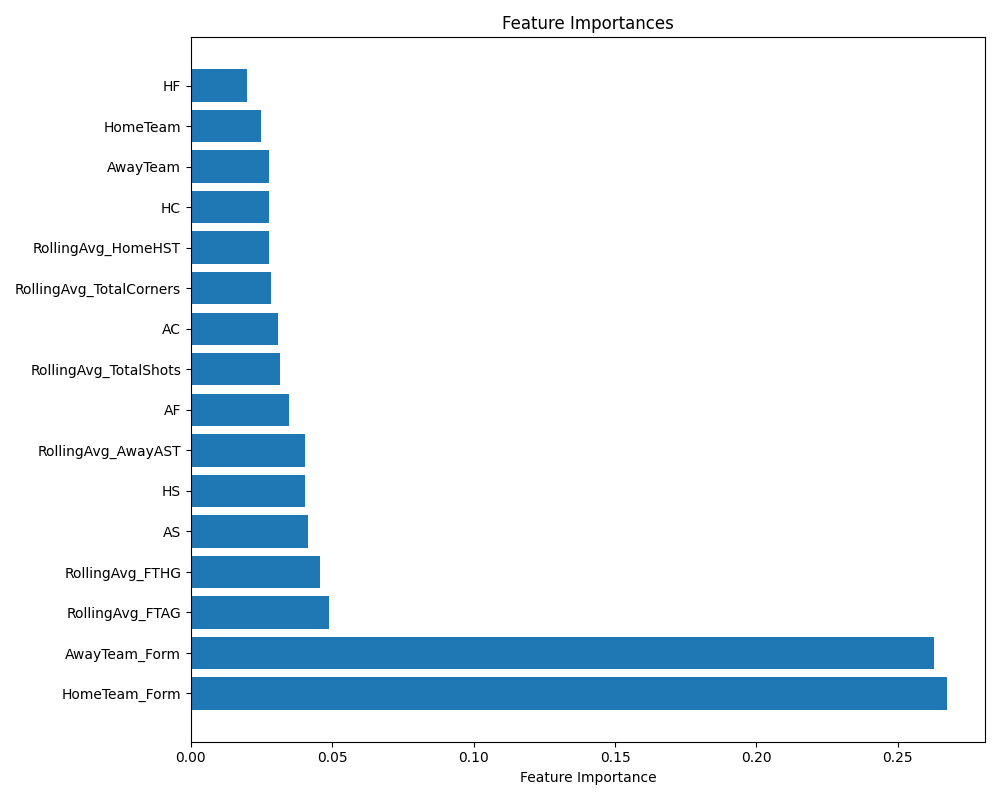 Feature Importances
HF
HomeTeam
AwayTeam
HC
RollingAvg_HomeHST
RollingAvg_TotalCorners
AC
RollingAvg_TotalShots
AF
RollingAvg_AwayAST
HS
AS
RollingAvg_FTHG
RollingAvg_FTAG
AwayTeam_Form
HomeTeam_Form
0.00 0.05 0.10 0.15 0.20 0.25
Feature Importance